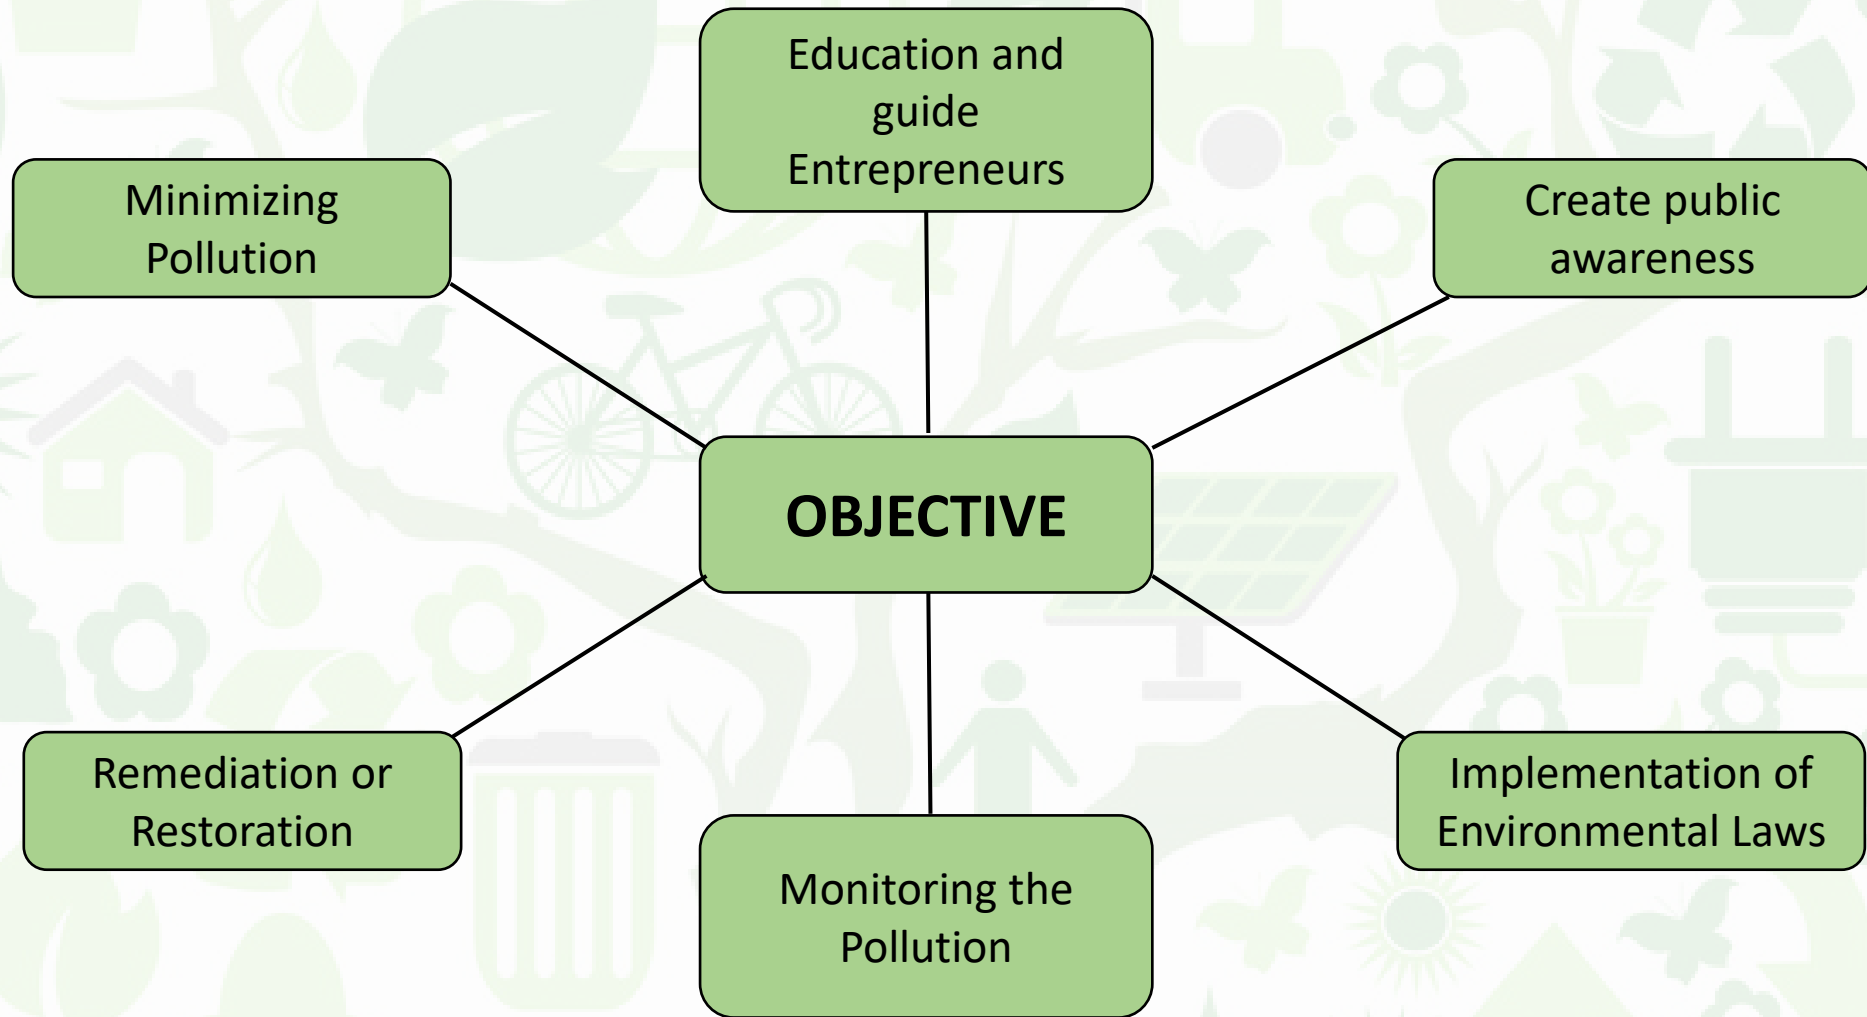 Education and
guide
Entrepreneurs
Minimizing
Pollution
Create public
awareness
OBJECTIVE
Remediation or
Restoration
Implementation of
Environmental Laws
Monitoring the
Pollution